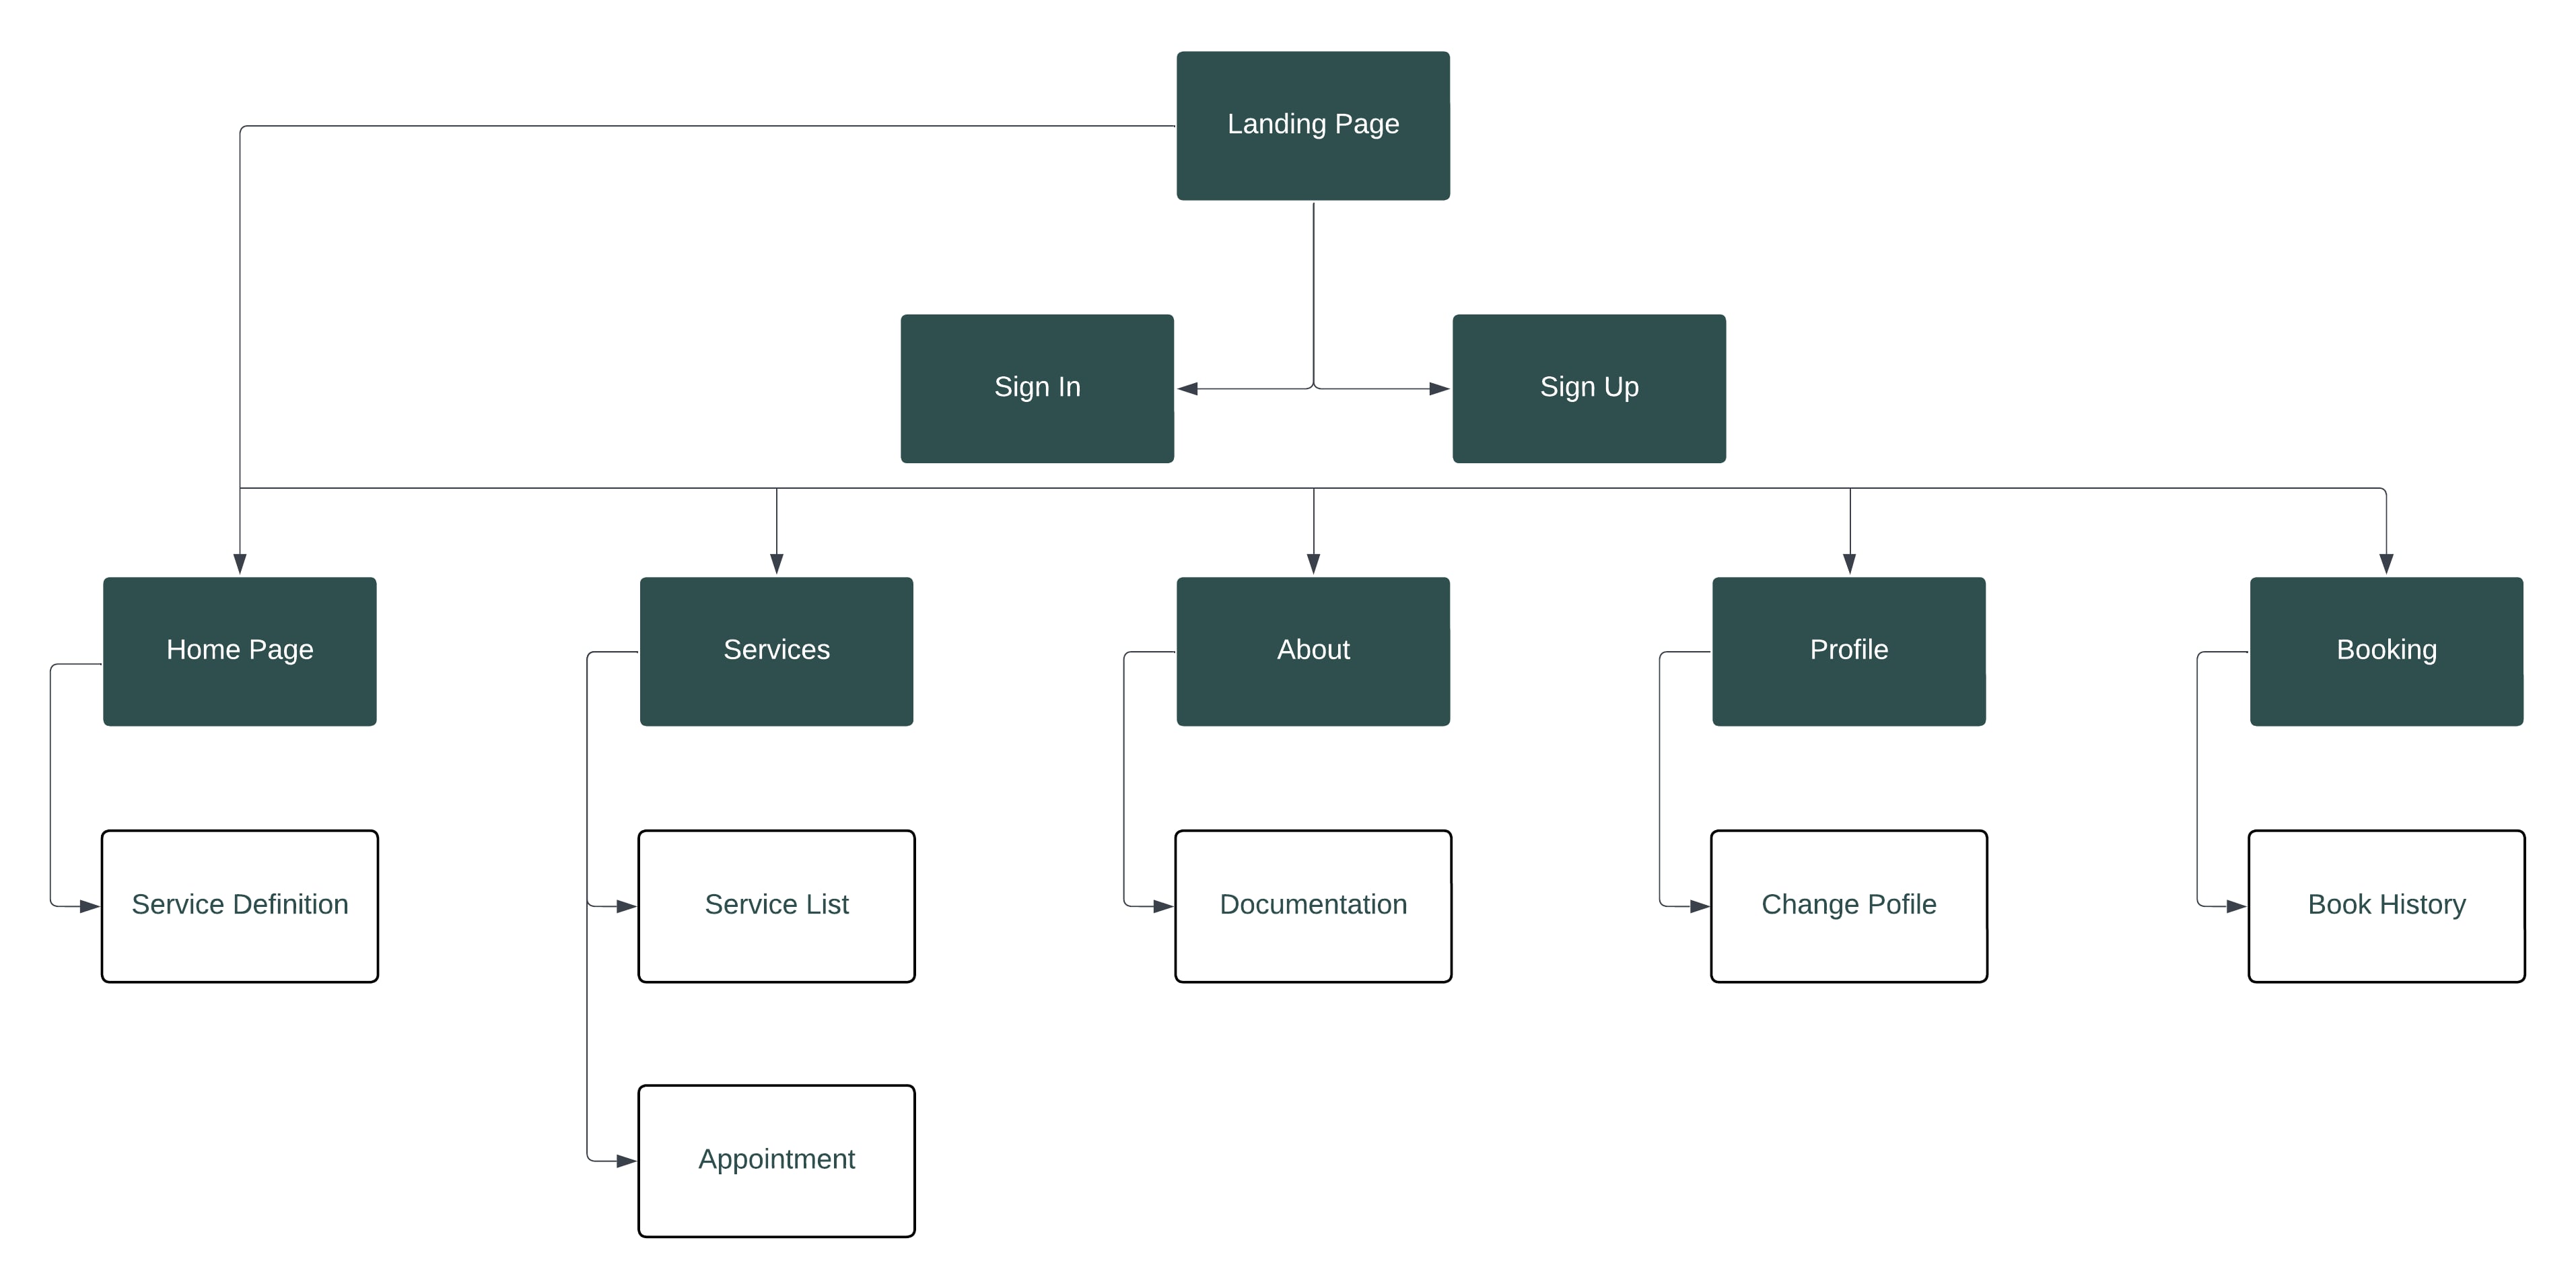 Landing Page
Sign In
Sign Up
Home Page
Services
About
Profile
Booking
Service Definition
Service List
Documentation
Change Pofile
Book History
Appointment